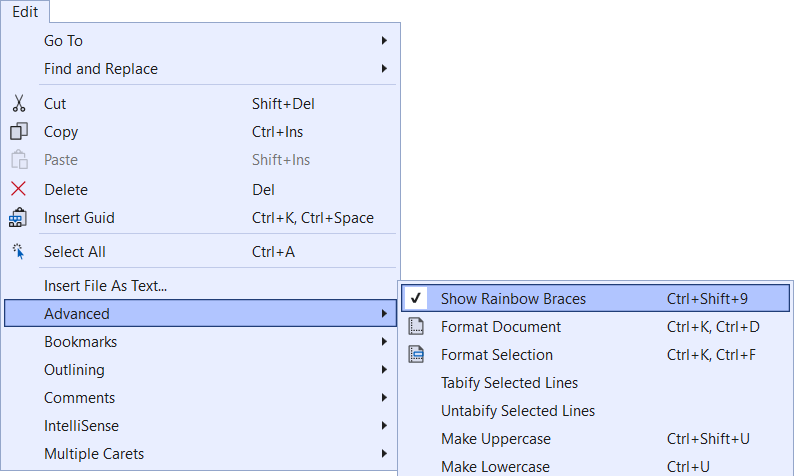 Edit
Go To
Find and Replace
Cut Shift+Del
Copy Ctrl+Ins
Paste Shift+Ins
Delete Del
Insert Guid Ctrl+K, Ctrl+Space
Select All Ctrl+A
Insert File As Text...
Advanced
Bookmarks
Outlining
Comments
IntelliSense
Multiple Carets
Show Rainbow Braces Ctrl+Shift+9
Format Document Ctrl+K, Ctrl+D
Format Selection Ctrl+K, Ctrl+F
Tabify Selected Lines
Untabify Selected Lines
Make Uppercase Ctrl+Shift+U
Make Lowercase Ctrl+U